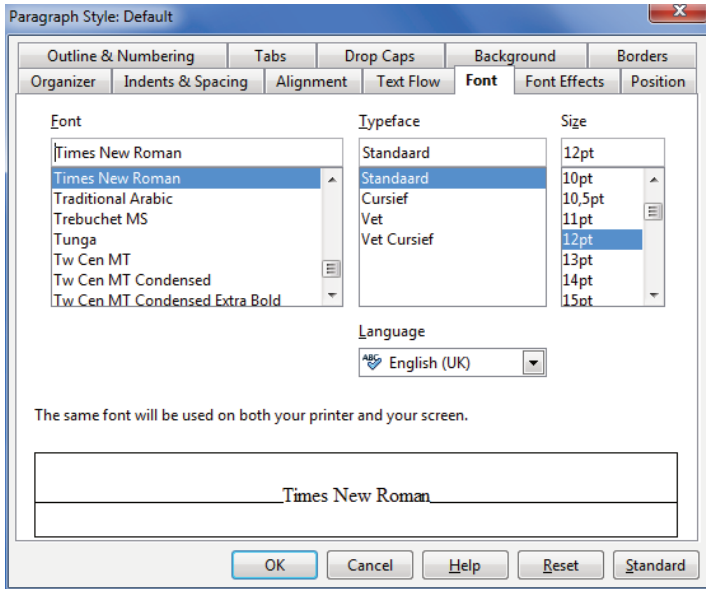 Paragraph Style: Default
x
Outline & Numbering Tabs Drop Caps Background Borders
Organizer Indents & Spacing Alignment Text Flow Font Font Effects Position
Font Typeface Size
Times New Roman Standaard 12pt
Times New Roman Standaard 10pt
Traditional Arabic Cursief 10,5pt
Trebuchet MS Vet 11pt
Tunga Vet Cursief 12pt
Tw Cen MT 13pt
Tw Cen MT Condensed 14pt
Tw Cen MT Condensed Extra Bold 15pt
Language
ABC English (UK)
The same font will be used on both your printer and your screen.
Times New Roman
OK Cancel Help Reset Standard